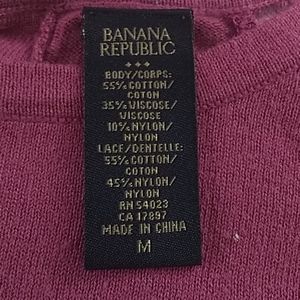 BANANA
REPUBLIC
BODY/CORPS:
55% COTTON/
COTON
35% VISCOSE/
VISCOSE
10% NYLON/
NYLON
LACE/DENTELLE:
55% COTTON/
COTON
45% NYLON/
NYLON
RN 54023
CA 17897
MADE IN CHINA
M